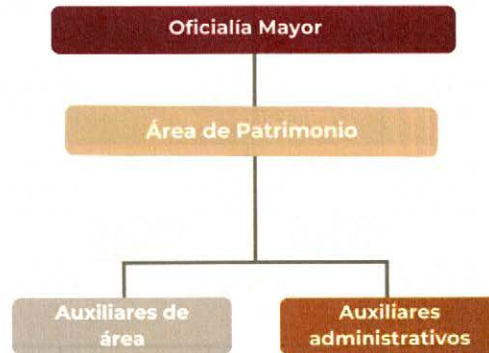 Oficialía Mayor
Área de Patrimonio
Auxiliares de
área
Auxiliares
administrativos